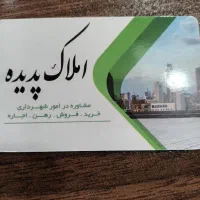 املاک پدیده
مشاوره در امور شهرداری
خرید . فروش . رهن . اجاره